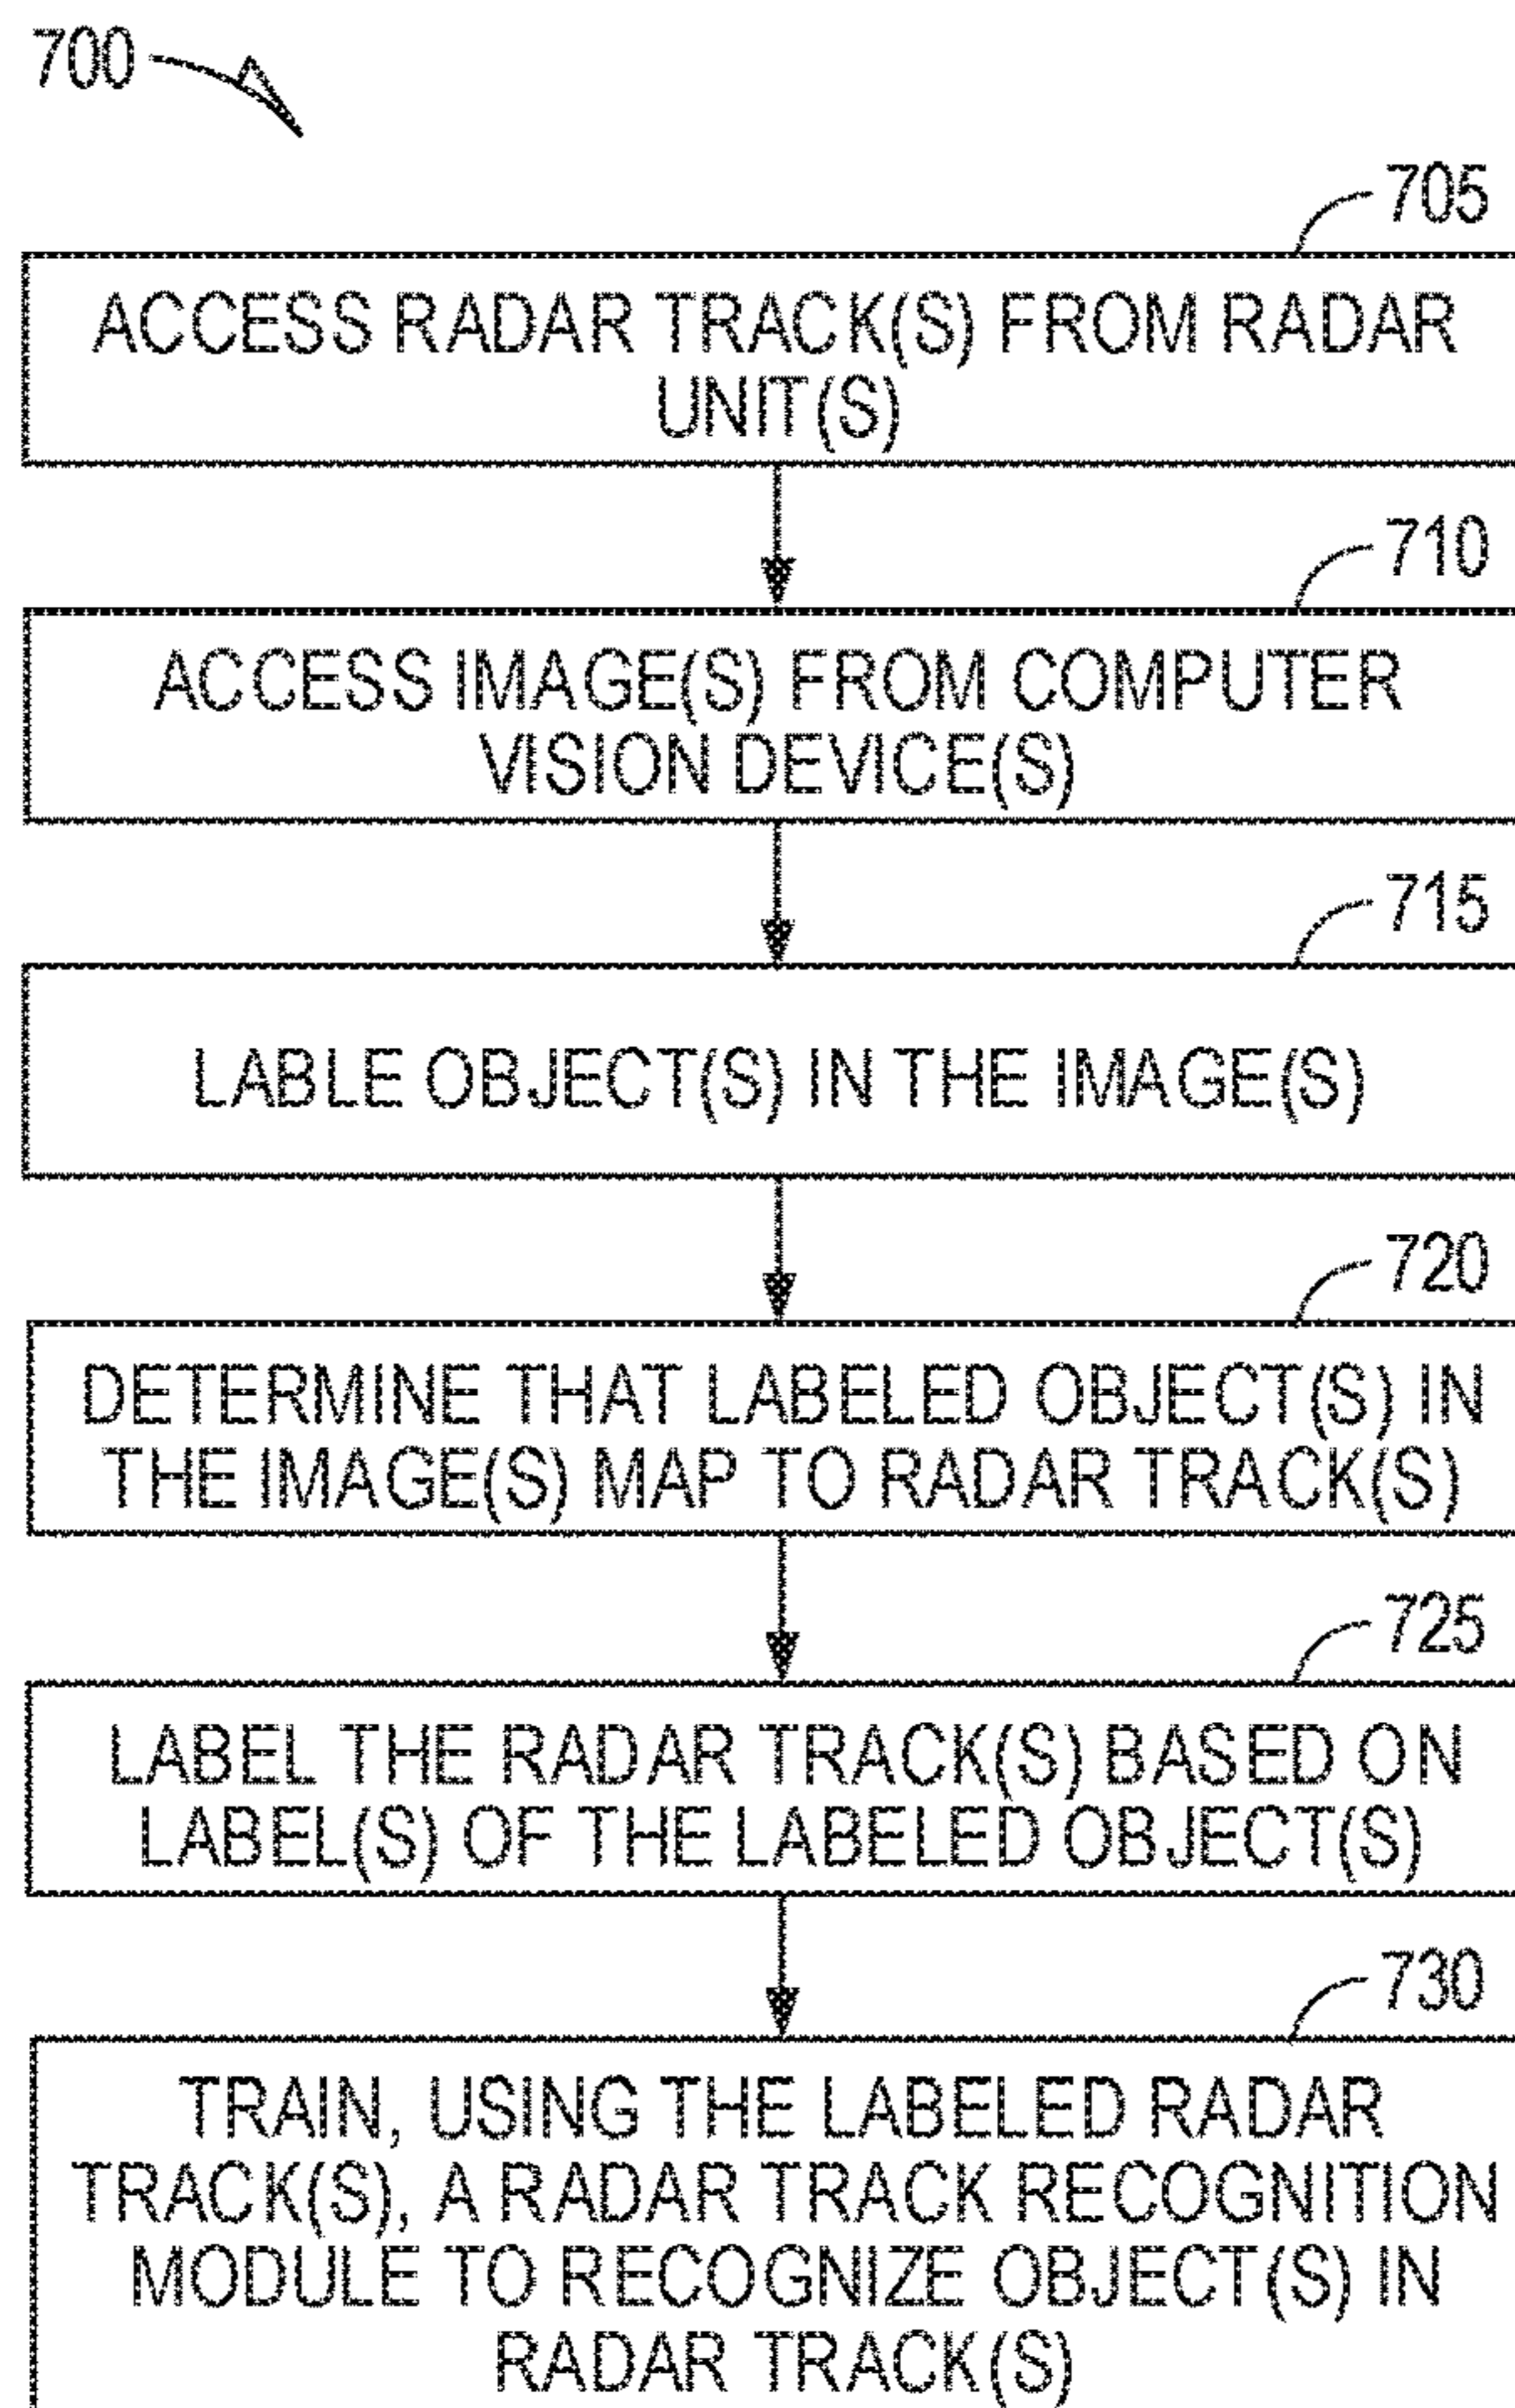 700
705
ACCESS RADAR TRACK(S) FROM RADAR
UNIT(S)
710
ACCESS IMAGE(S) FROM COMPUTER
VISION DEVICE(S)
715
LABLE OBJECT(S) IN THE IMAGE(S)
720
DETERMINE THAT LABELED OBJECT(S) IN
THE IMAGE(S) MAP TO RADAR TRACK(S)
725
LABEL THE RADAR TRACK(S) BASED ON
LABEL(S) OF THE LABELED OBJECT(S)
730
TRAIN, USING THE LABELED RADAR
TRACK(S), A RADAR TRACK RECOGNITION
MODULE TO RECOGNIZE OBJECT(S) IN
RADAR TRACK(S)